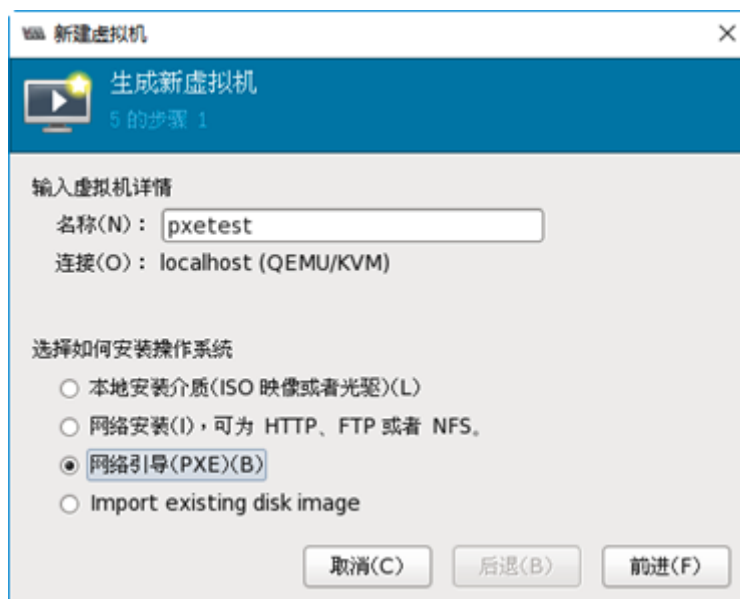 新建虚拟机
生成新虚拟机
5 的步骤 1
输入虚拟机详情
名称(N)： pxetest
连接(O)： localhost (QEMU/KVM)
选择如何安装操作系统
本地安装介质(ISO 映像或者光驱)(L)
网络安装(I)，可为 HTTP、FTP 或者 NFS。
网络引导(PXE)(B)
Import existing disk image
取消(C) 后退(B) 前进(F)